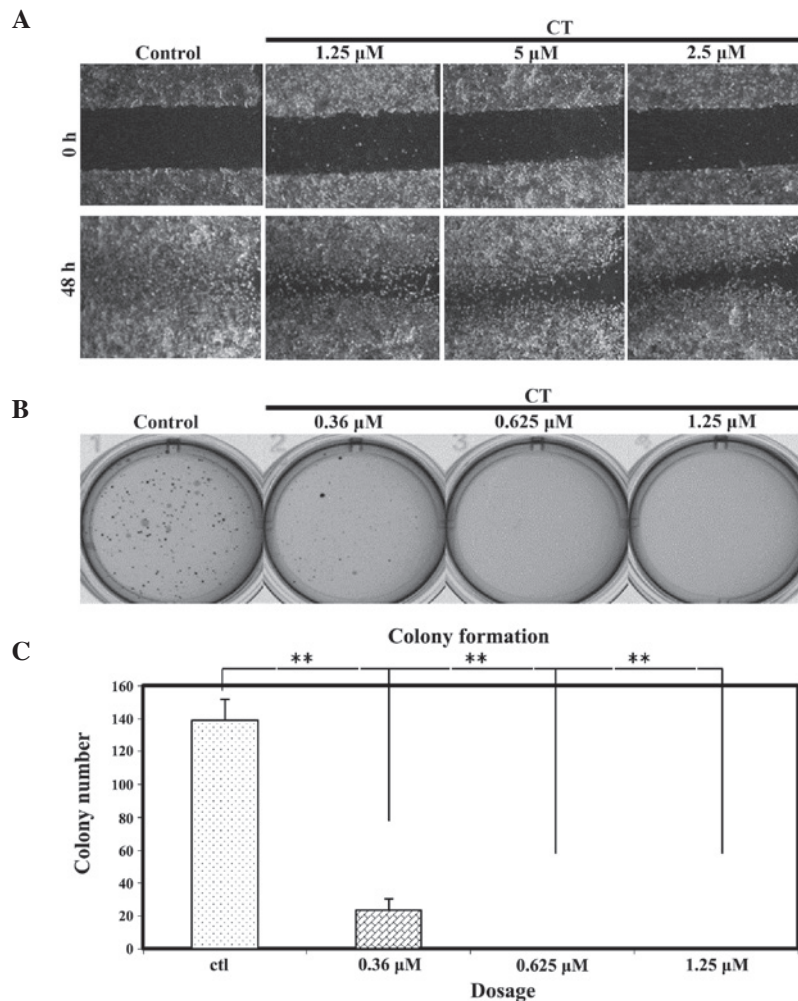 A
CT
Control 1.25 µM 5 µM 2.5 µM
0 h
48 h
B
CT
Control 0.36 µM 0.625 µM 1.25 µM
1 2 3 4
C
Colony formation
** ** **
160
140
120
100
80
60
40
20
0
Colony number
ctl 0.36 µM 0.625 µM 1.25 µM
Dosage